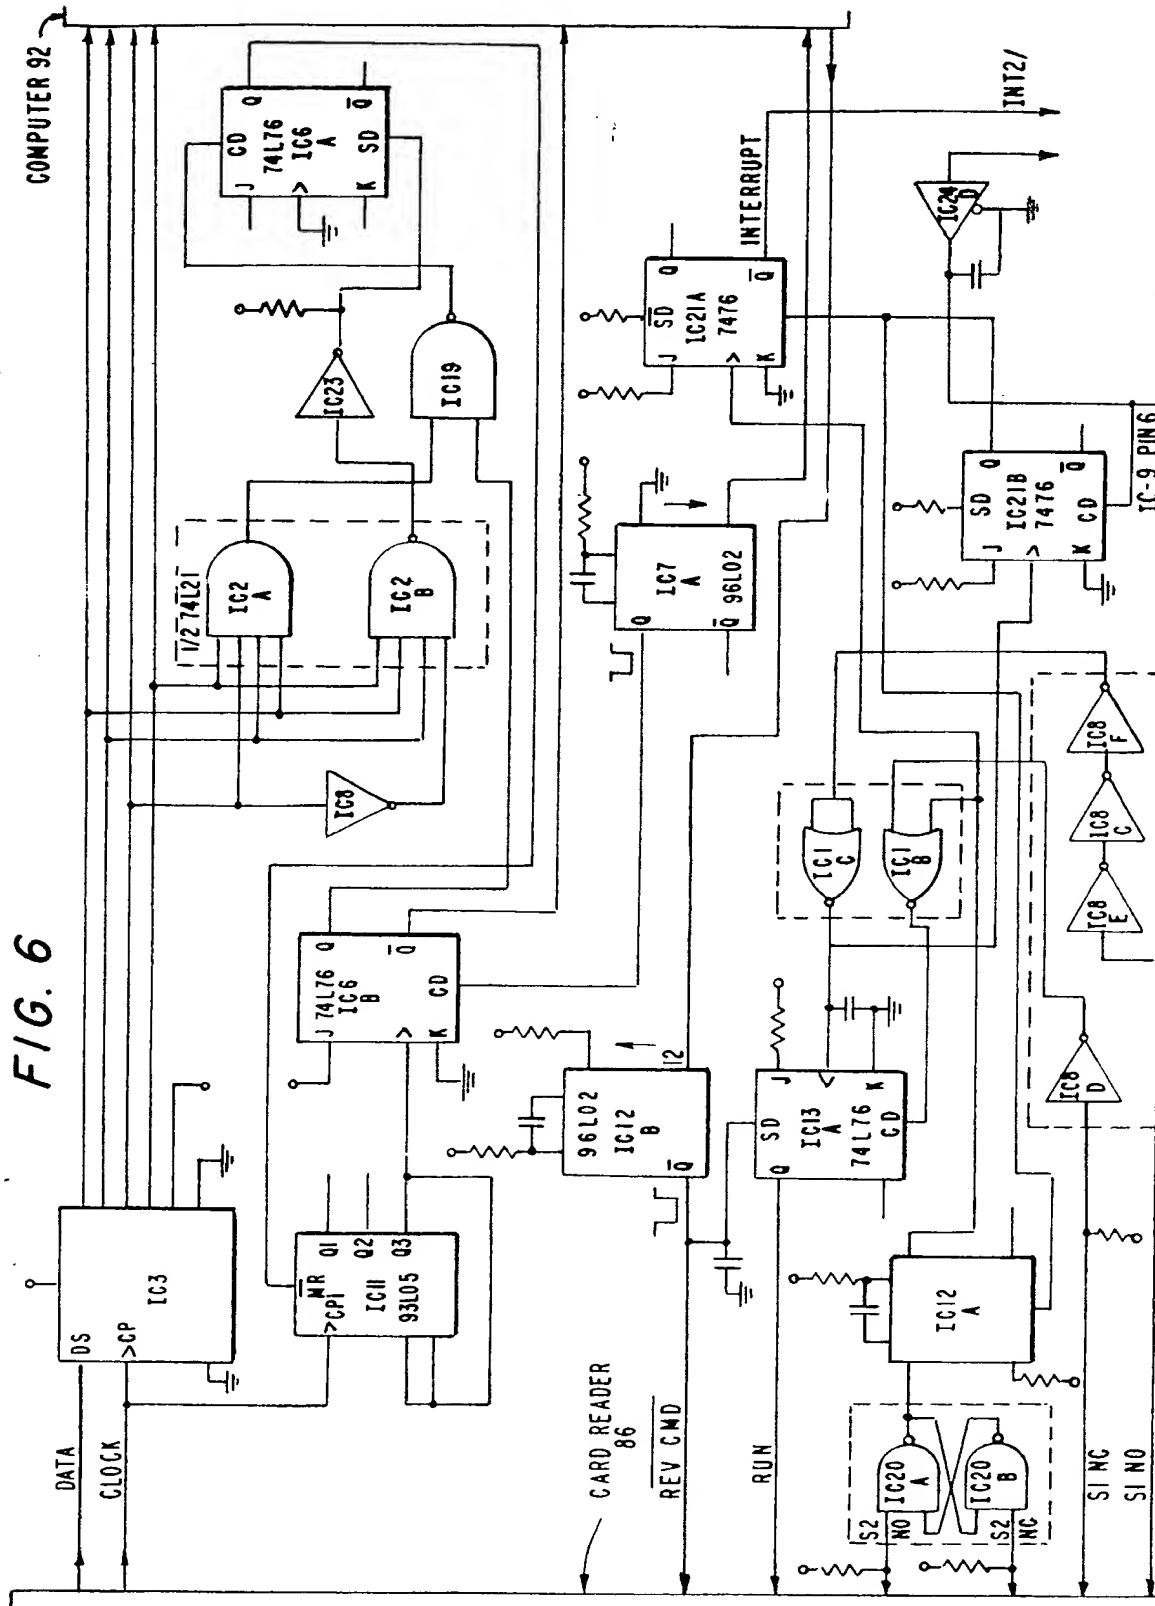 FIG. 6
COMPUTER 92
DATA
CLOCK
DS
>CP
IC3
1/2 74L21
IC2
A
IC2
B
IC8
IC23
IC19
J
CD
Q
74L76
IC6
A
>
K
SD
Q
MR
>CP1
IC11
93L05
Q1
Q2
Q3
J
74L76
IC6
B
Q
Q
>
K
CD
CARD READER
86
96L02
IC12
B
Q
12
Q
IC7
A
Q
96L02
J
SD
Q
IC21A
7476
>
K
Q
INTERRUPT
INT2/
REV CMD
RUN
SD
J
Q
IC13
A
>
74L76
K
CD
IC1
C
IC1
B
J
SD
Q
IC21B
7476
>
K
CD
Q
IC24
D
IC-9 PIN 6
S2
NO
IC20
A
IC20
B
S2
NC
IC12
A
IC8
D
IC8
E
IC8
C
IC8
F
S1 NC
S1 NO